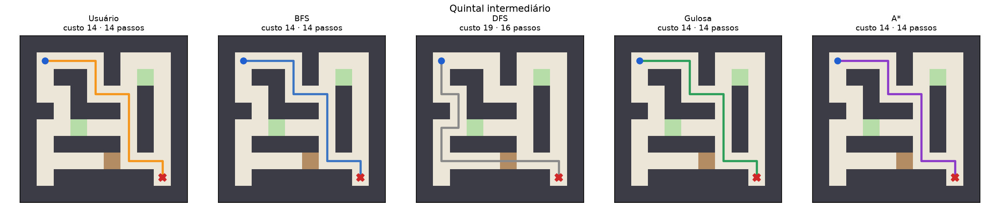 Quintal intermediário
Usuário
custo 14 · 14 passos
BFS
custo 14 · 14 passos
DFS
custo 19 · 16 passos
Gulosa
custo 14 · 14 passos
A*
custo 14 · 14 passos